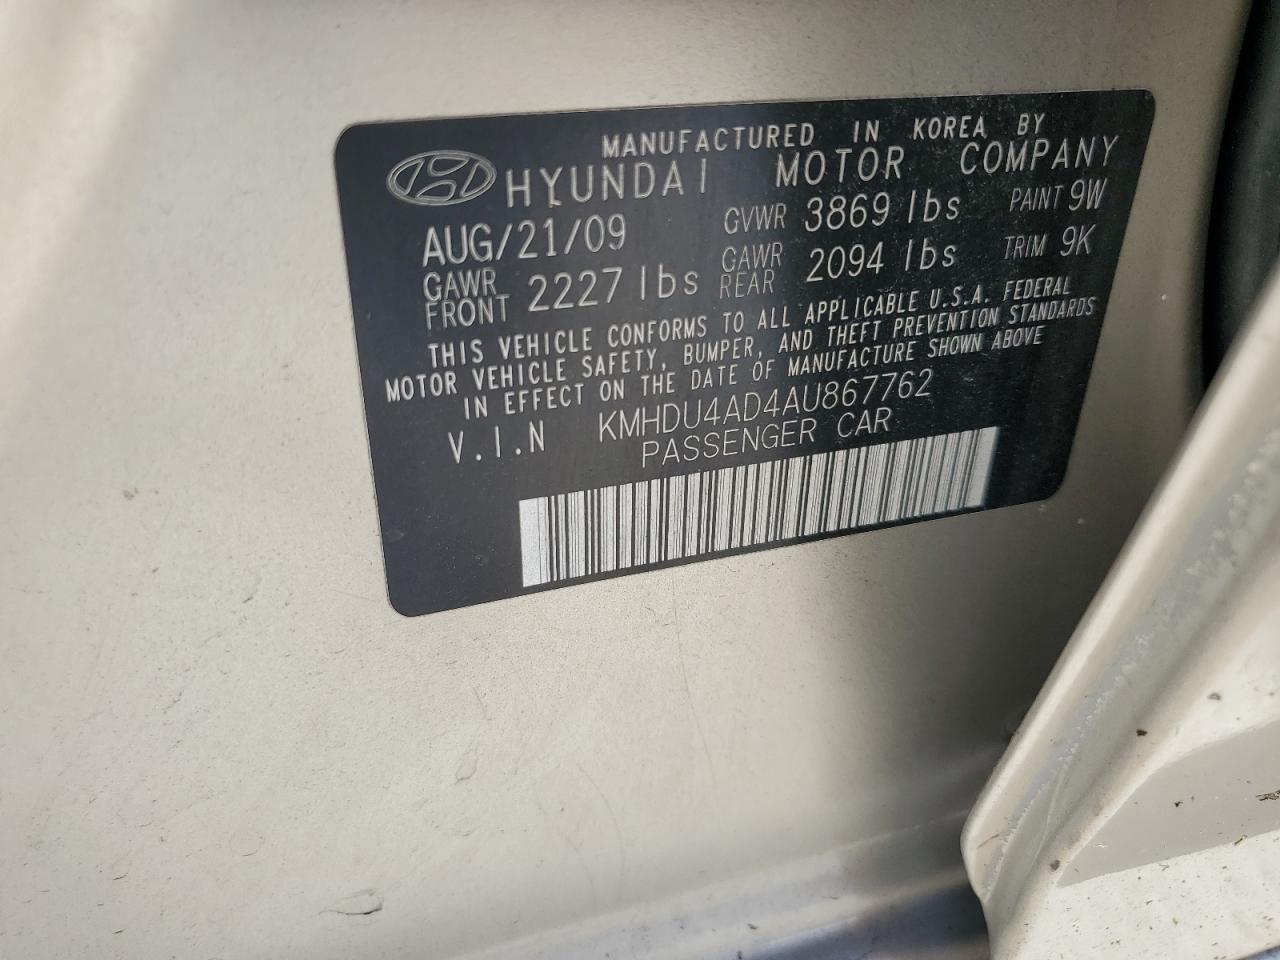 MANUFACTURED IN KOREA BY
HYUNDAI MOTOR COMPANY
AUG/21/09 GVWR 3869 lbs PAINT 9W
GAWR FRONT 2227 lbs GAWR REAR 2094 lbs TRIM 9K
THIS VEHICLE CONFORMS TO ALL APPLICABLE U.S.A. FEDERAL
MOTOR VEHICLE SAFETY, BUMPER, AND THEFT PREVENTION STANDARDS
IN EFFECT ON THE DATE OF MANUFACTURE SHOWN ABOVE
V.I.N KMHDU4AD4AU867762
PASSENGER CAR